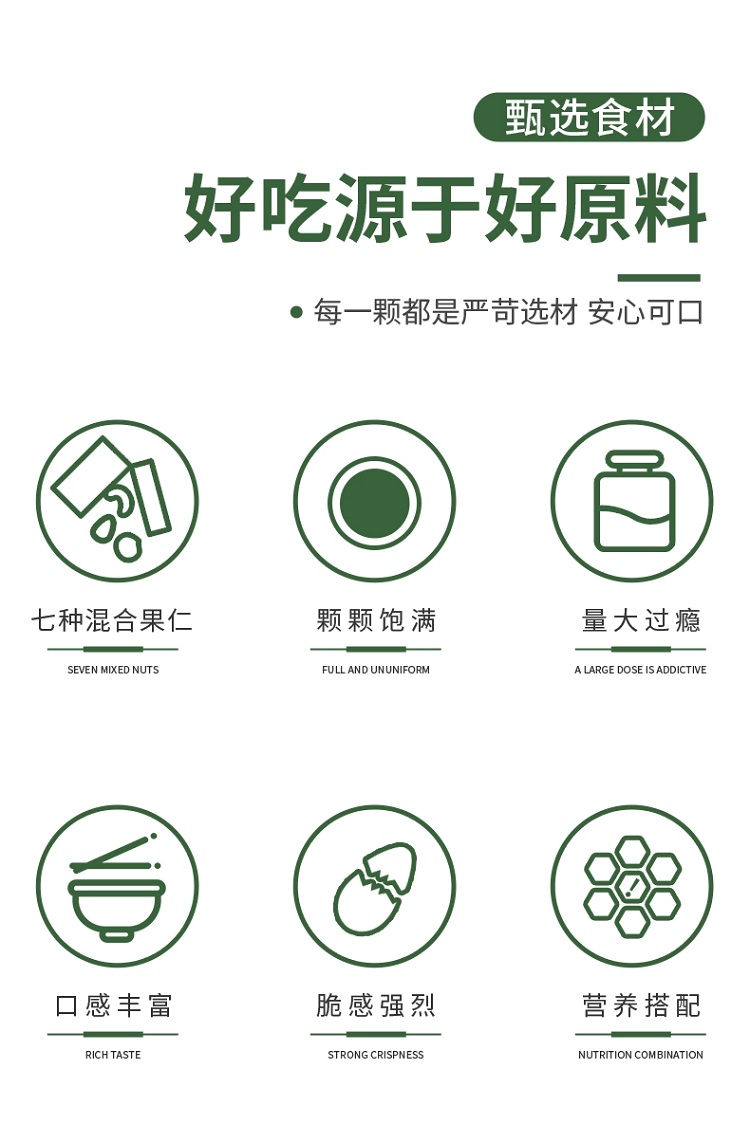 甄选食材
好吃源于好原料
每一颗都是严苛选材 安心可口
七种混合果仁
SEVEN MIXED NUTS
颗颗饱满
FULL AND UNUNIFORM
量大过瘾
A LARGE DOSE IS ADDICTIVE
口感丰富
RICH TASTE
脆感强烈
STRONG CRISPNESS
营养搭配
NUTRITION COMBINATION